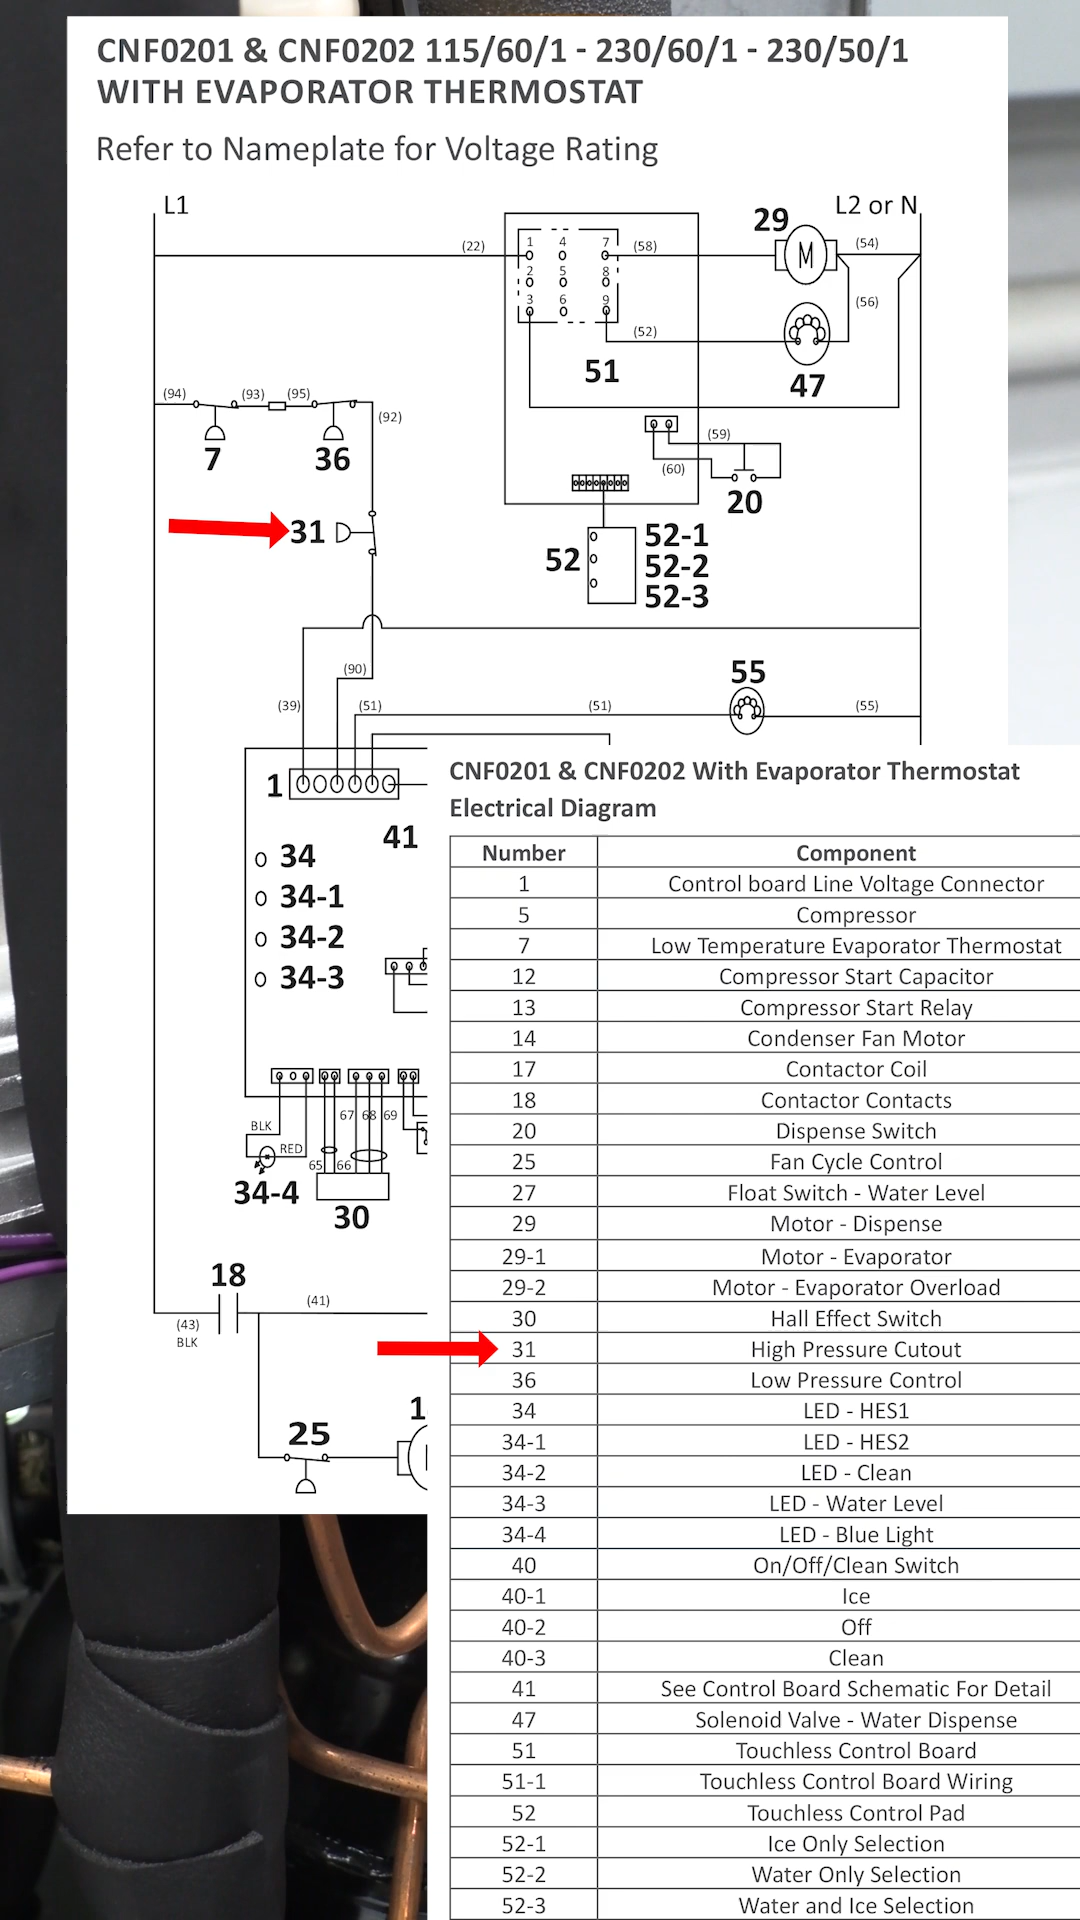 CNF0201 & CNF0202 115/60/1 - 230/60/1 - 230/50/1
WITH EVAPORATOR THERMOSTAT
Refer to Nameplate for Voltage Rating
L1
L2 or N
29
(22)
1 4 7
(58)
M
(54)
2 5 8
3 6 9
(56)
(52)
51
47
(94) (93) (95)
(92)
7
36
(59)
(60)
20
31
52
52-1
52-2
52-3
(90)
55
(39)
(51)
(51)
(55)
1
41
34
34-1
34-2
34-3
67 68 69
BLK
RED
65 66
34-4
30
18
(41)
(43)
BLK
25
CNF0201 & CNF0202 With Evaporator Thermostat
Electrical Diagram
Number Component
1 Control board Line Voltage Connector
5 Compressor
7 Low Temperature Evaporator Thermostat
12 Compressor Start Capacitor
13 Compressor Start Relay
14 Condenser Fan Motor
17 Contactor Coil
18 Contactor Contacts
20 Dispense Switch
25 Fan Cycle Control
27 Float Switch - Water Level
29 Motor - Dispense
29-1 Motor - Evaporator
29-2 Motor - Evaporator Overload
30 Hall Effect Switch
31 High Pressure Cutout
36 Low Pressure Control
34 LED - HES1
34-1 LED - HES2
34-2 LED - Clean
34-3 LED - Water Level
34-4 LED - Blue Light
40 On/Off/Clean Switch
40-1 Ice
40-2 Off
40-3 Clean
41 See Control Board Schematic For Detail
47 Solenoid Valve - Water Dispense
51 Touchless Control Board
51-1 Touchless Control Board Wiring
52 Touchless Control Pad
52-1 Ice Only Selection
52-2 Water Only Selection
52-3 Water and Ice Selection